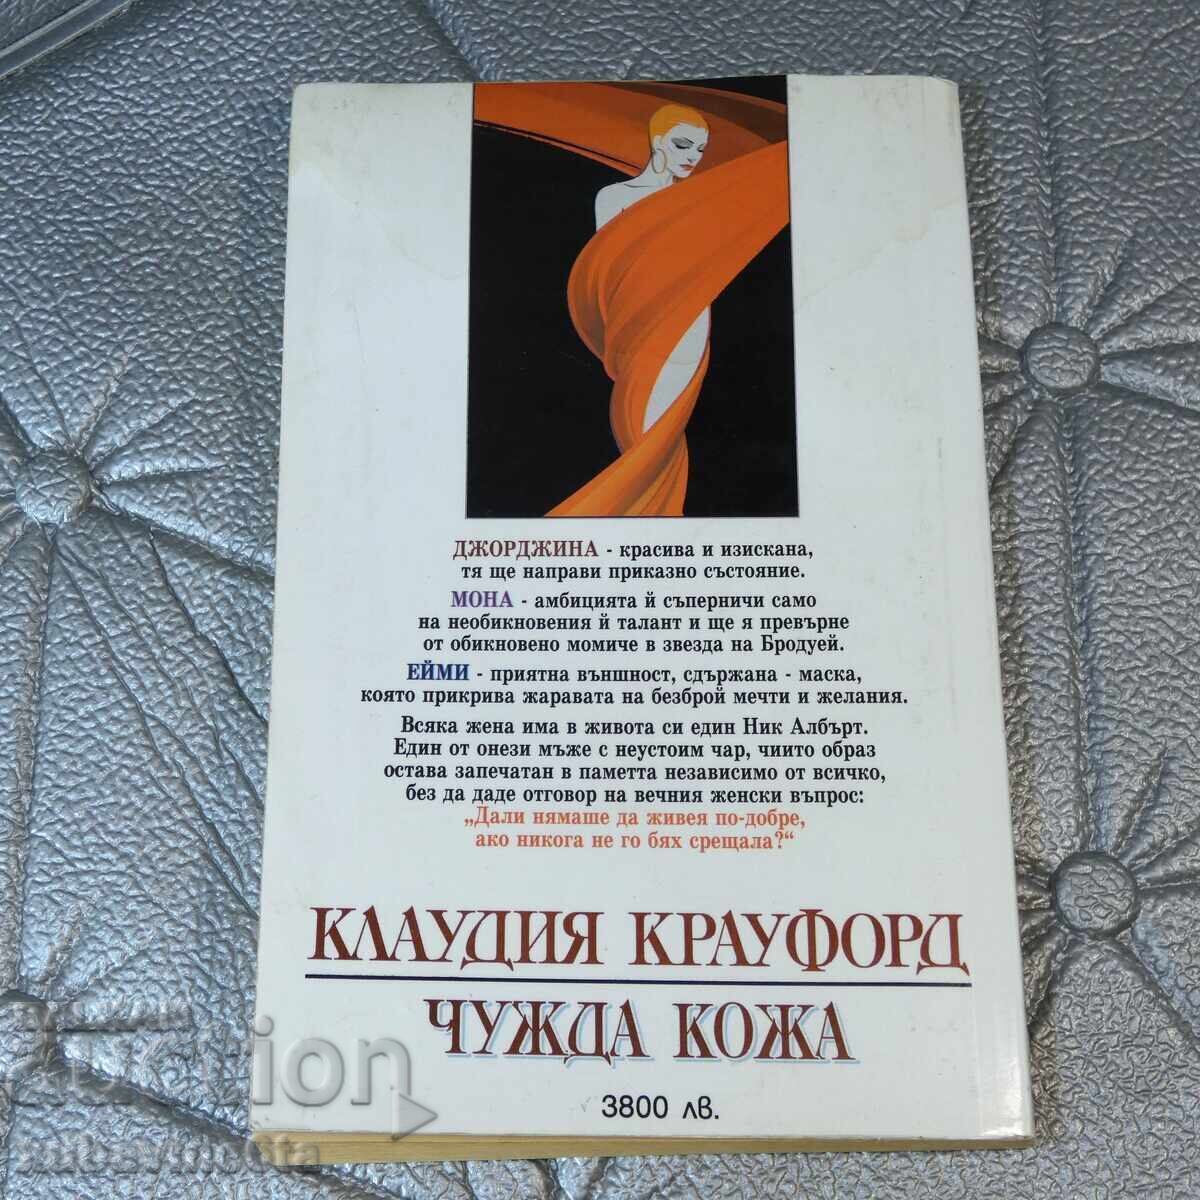 ДЖОРДЖИНА - красива и изискана,
тя ще направи приказно състояние.
МОНА - амбицията й съперничи само
на необикновения й талант и ще я превърне
от обикновено момиче в звезда на Бродуей.
ЕЙМИ - приятна външност, сдържана - маска,
която прикрива жаравата на безброй мечти и желания.
Всяка жена има в живота си един Ник Албърт.
Един от онези мъже с неустоим чар, чиито образ
остава запечатан в паметта независимо от всичко,
без да даде отговор на вечния женски въпрос:
„Дали нямаше да живея по-добре,
ако никога не го бях срещала?“
КЛАУДИЯ КРАУФОРД
ЧУЖДА КОЖА
3800 лв.
Auction